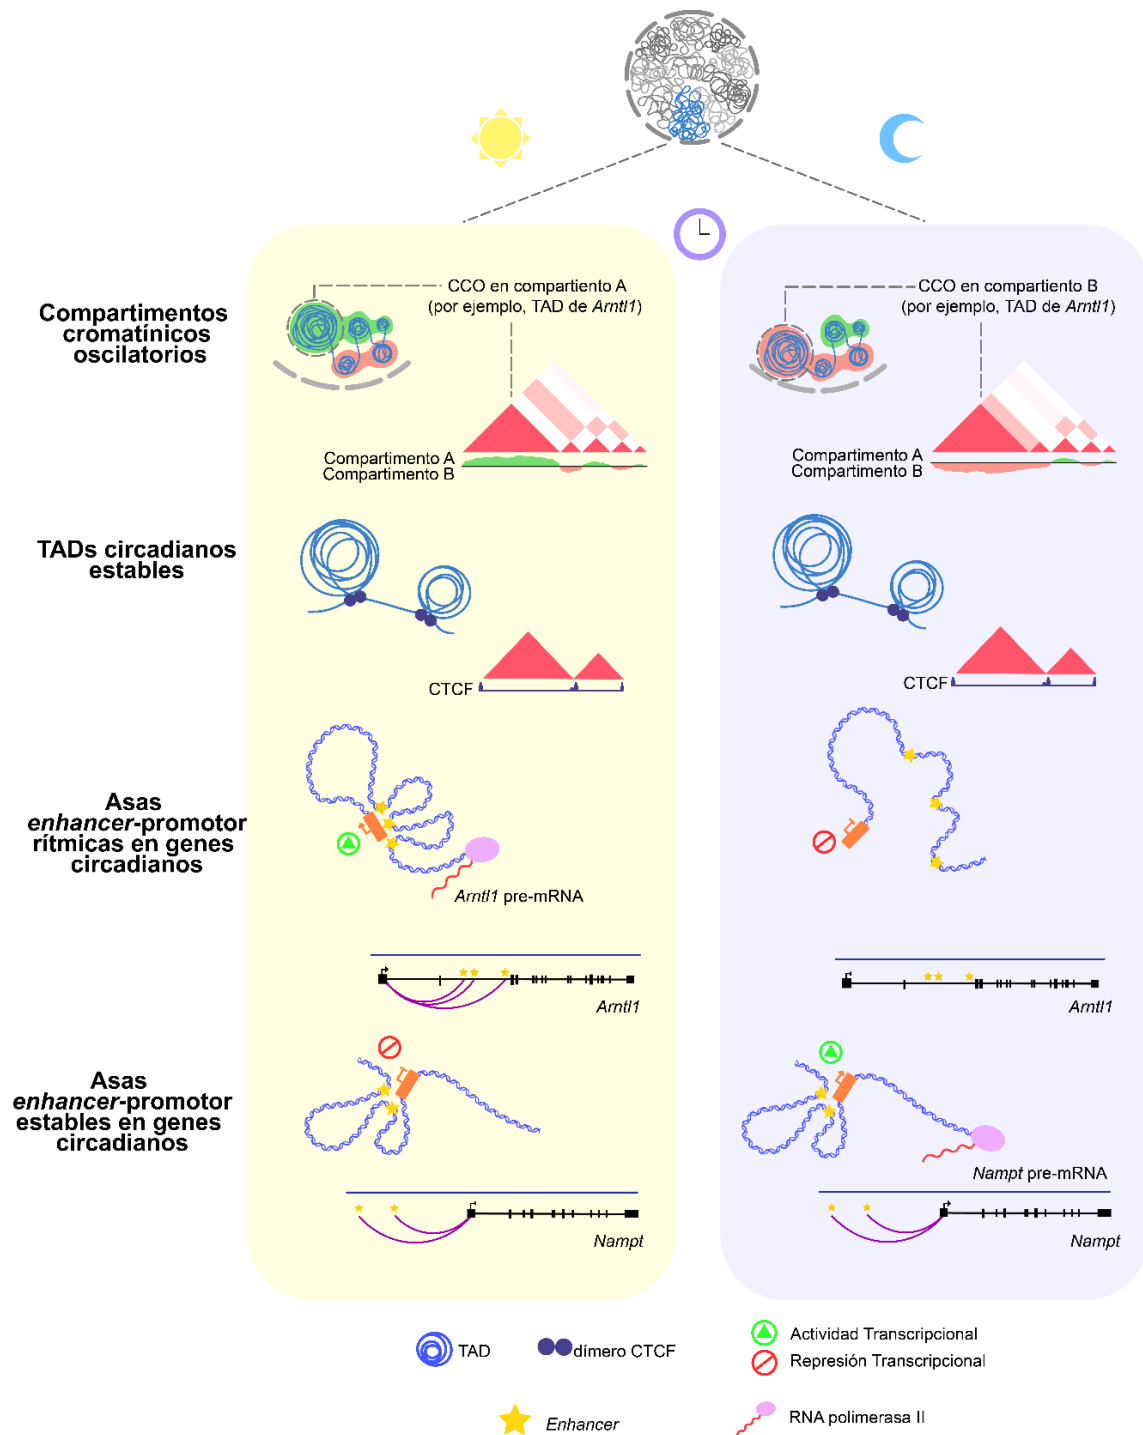 Compartimentos
cromatínicos
oscilatorios
CCO en compartiento A
(por ejemplo, TAD de Arntl1)
CCO en compartiento B
(por ejemplo, TAD de Arntl1)
Compartimento A
Compartimento B
Compartimento A
Compartimento B
TADs circadianos
estables
CTCF
CTCF
Asas
enhancer-promotor
rítmicas en genes
circadianos
Arntl1 pre-mRNA
Arntl1
Arntl1
Asas
enhancer-promotor
estables en genes
circadianos
Nampt pre-mRNA
Nampt
Nampt
TAD
dímero CTCF
Actividad Transcripcional
Represión Transcripcional
Enhancer
RNA polimerasa II